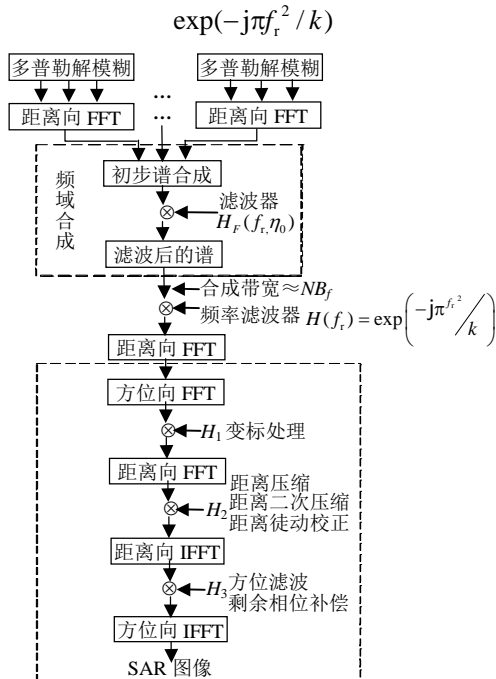 exp(−jπf_r²/k)
多普勒解模糊 多普勒解模糊
...
距离向 FFT ... 距离向 FFT
频域合成
初步谱合成
滤波器
H_F(f_r,η_0)
滤波后的谱
合成带宽≈NB_f
频率滤波器 H(f_r)=exp(−jπ^{f_r²}/k)
距离向 FFT
方位向 FFT
H_1 变标处理
距离向 FFT
距离压缩
H_2 距离二次压缩
距离徒动校正
距离向 IFFT
H_3 方位滤波
剩余相位补偿
方位向 IFFT
SAR 图像